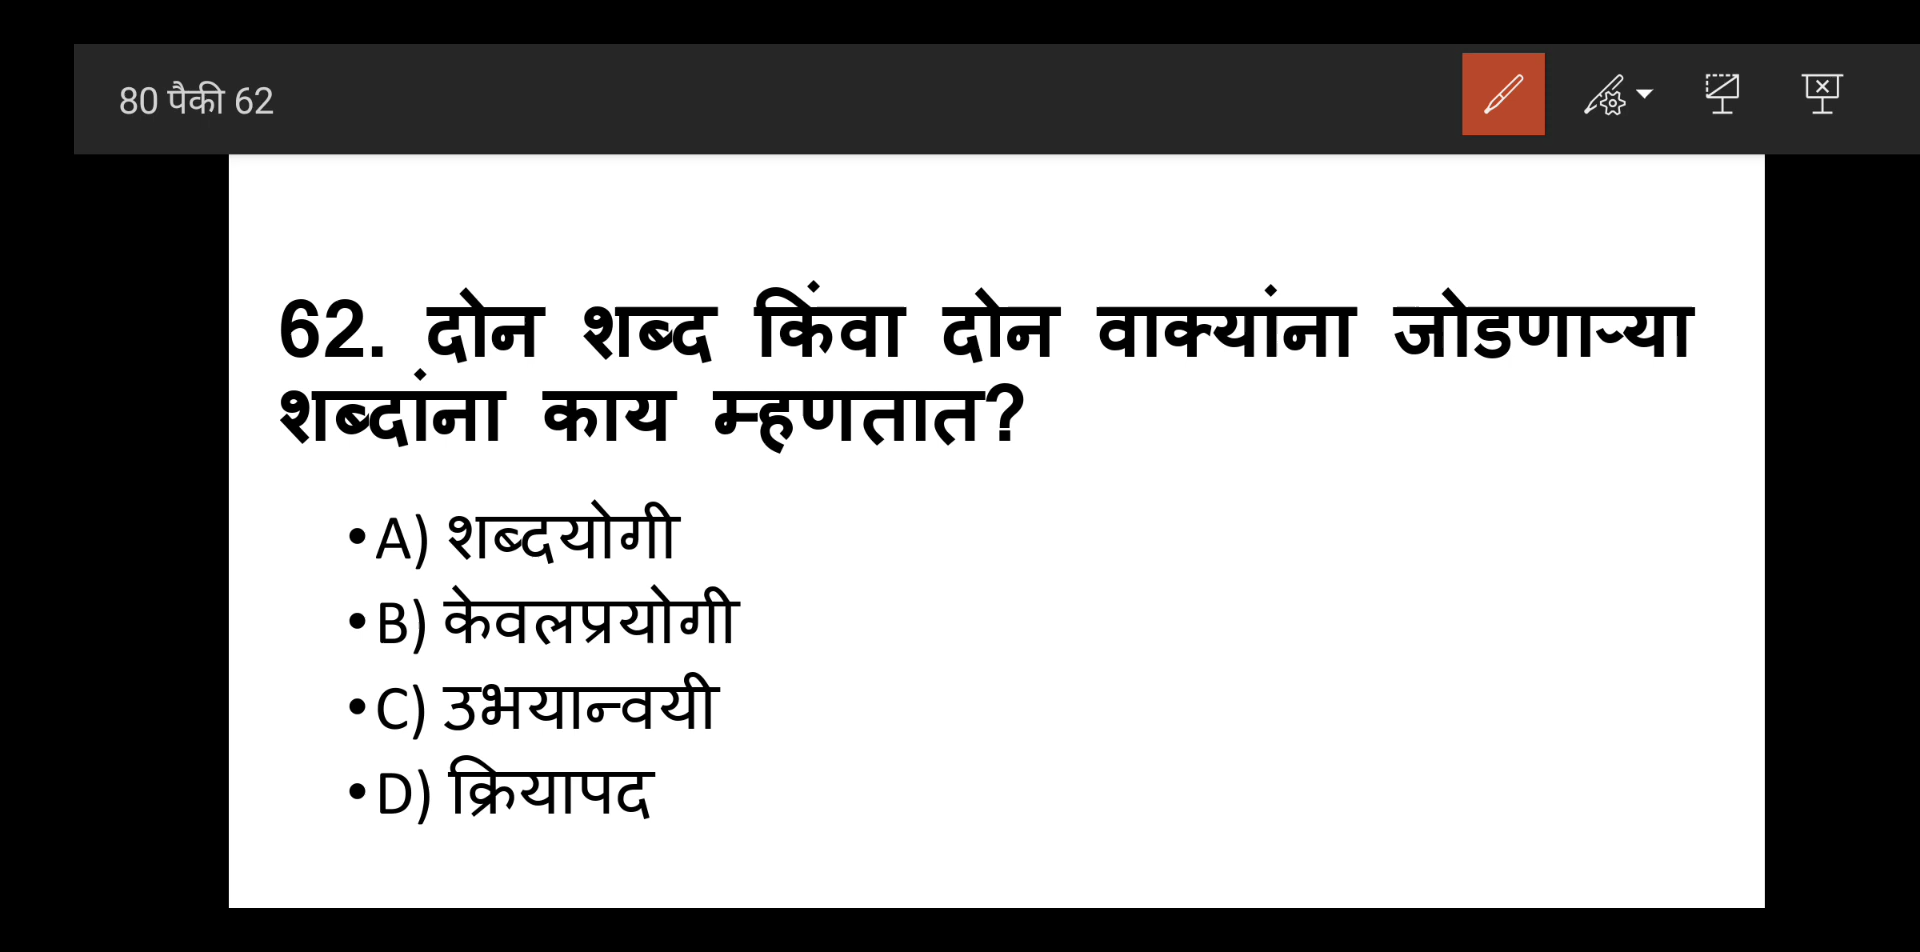 80 पैकी 62
62. दोन शब्द किंवा दोन वाक्यांना जोडणाऱ्या
शब्दांना काय म्हणतात?
• A) शब्दयोगी
• B) केवलप्रयोगी
• C) उभयान्वयी
• D) क्रियापद